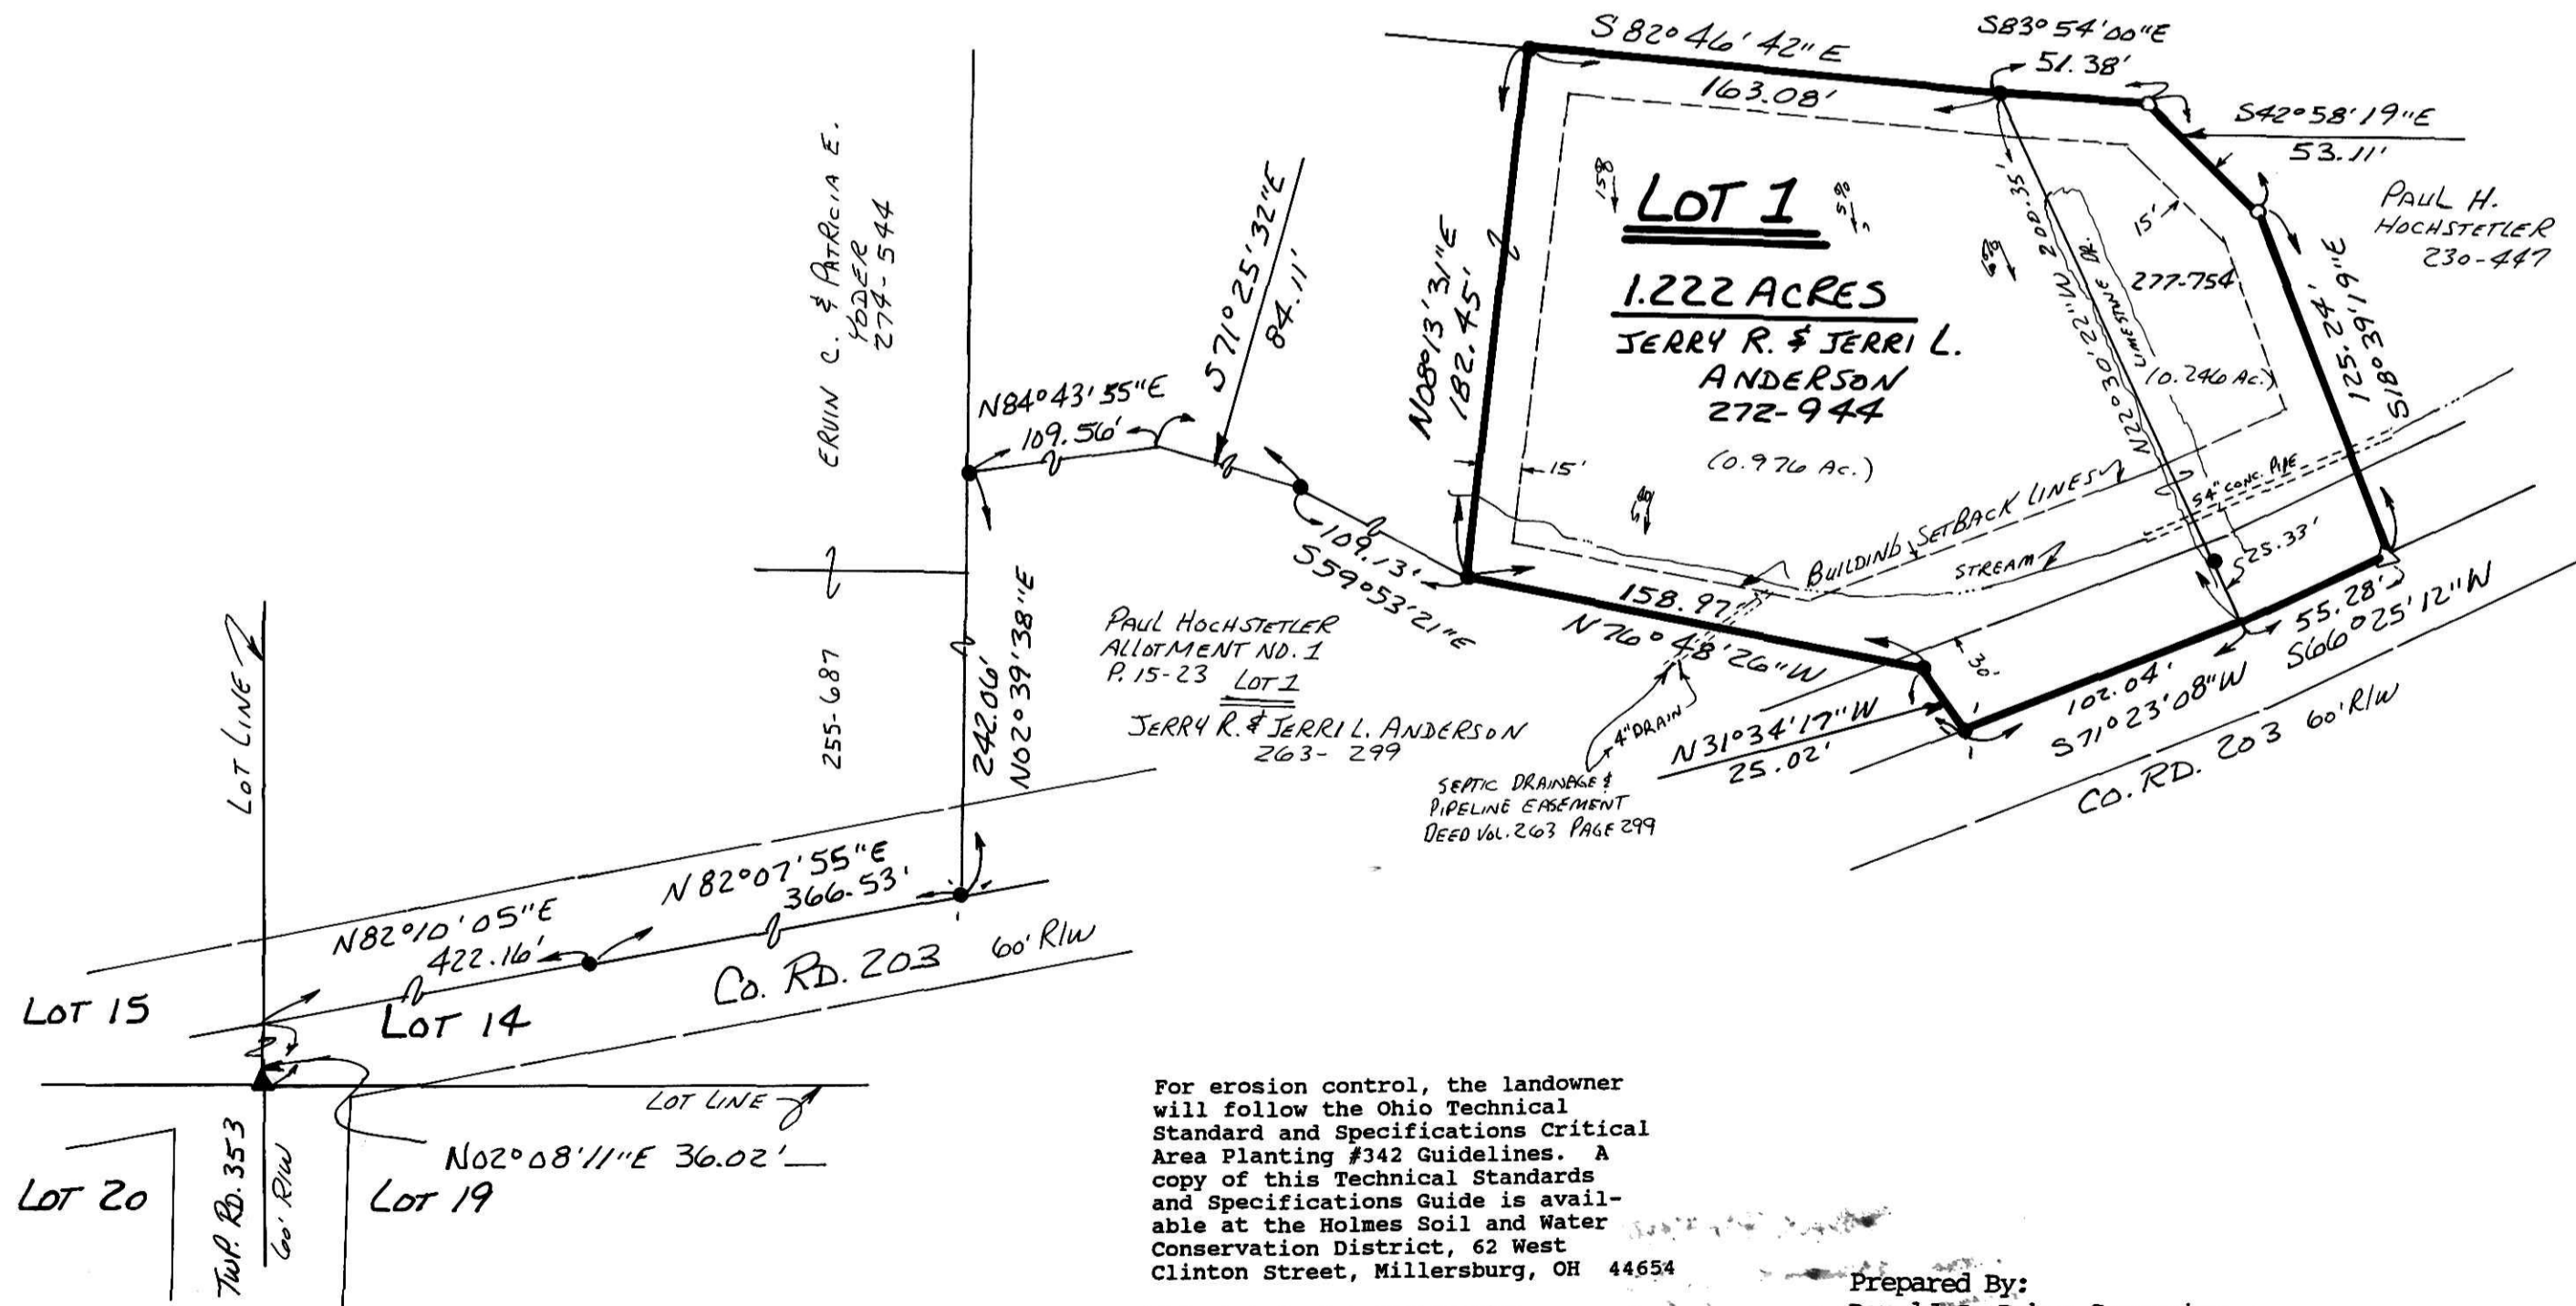 S82°46'42"E
163.08'
S83°54'00"E
51.38'
S42°58'19"E
53.11'
PAUL H.
HOCHSTETLER
230-447
ERVIN C. & PATRICIA E.
YODER
274-544
N84°43'55"E
109.56'
S71°25'32"E
84.11'
N08°13'31"E
182.45'
LOT 1
1.222 ACRES
JERRY R. & JERRI L.
ANDERSON
272-944
(0.976 Ac.)
15%
5%
6%
15'
15'
N22°30'22"W 200.35'
LIMESTONE DR.
277-754
(0.246 Ac.)
S18°39'19"E
125.24'
54" CONC. PIPE
BUILDING SETBACK LINES
STREAM
25.33'
109.13'
S59°53'21"E
158.97'
N76°48'26"W
55.28'
S66°25'12"W
30'
102.04'
S71°23'08"W
CO. RD. 203 60' R/W
N31°34'17"W
25.02'
4" DRAIN
SEPTIC DRAINAGE &
PIPELINE EASEMENT
DEED VOL. 263 PAGE 299
PAUL HOCHSTETLER
ALLOTMENT NO. 1
P. 15-23
LOT 1
JERRY R. & JERRI L. ANDERSON
263-299
255-687
242.06'
N02°39'38"E
LOT LINE
N82°10'05"E
422.16'
N82°07'55"E
366.53'
Co. RD. 203 60' R/W
LOT 15
LOT 14
LOT LINE
N02°08'11"E 36.02'
LOT 20
TWP. RD. 353
60' R/W
LOT 19
For erosion control, the landowner
will follow the Ohio Technical
Standard and Specifications Critical
Area Planting #342 Guidelines. A
copy of this Technical Standards
and Specifications Guide is avail-
able at the Holmes Soil and Water
Conservation District, 62 West
Clinton Street, Millersburg, OH 44654
Prepared By: